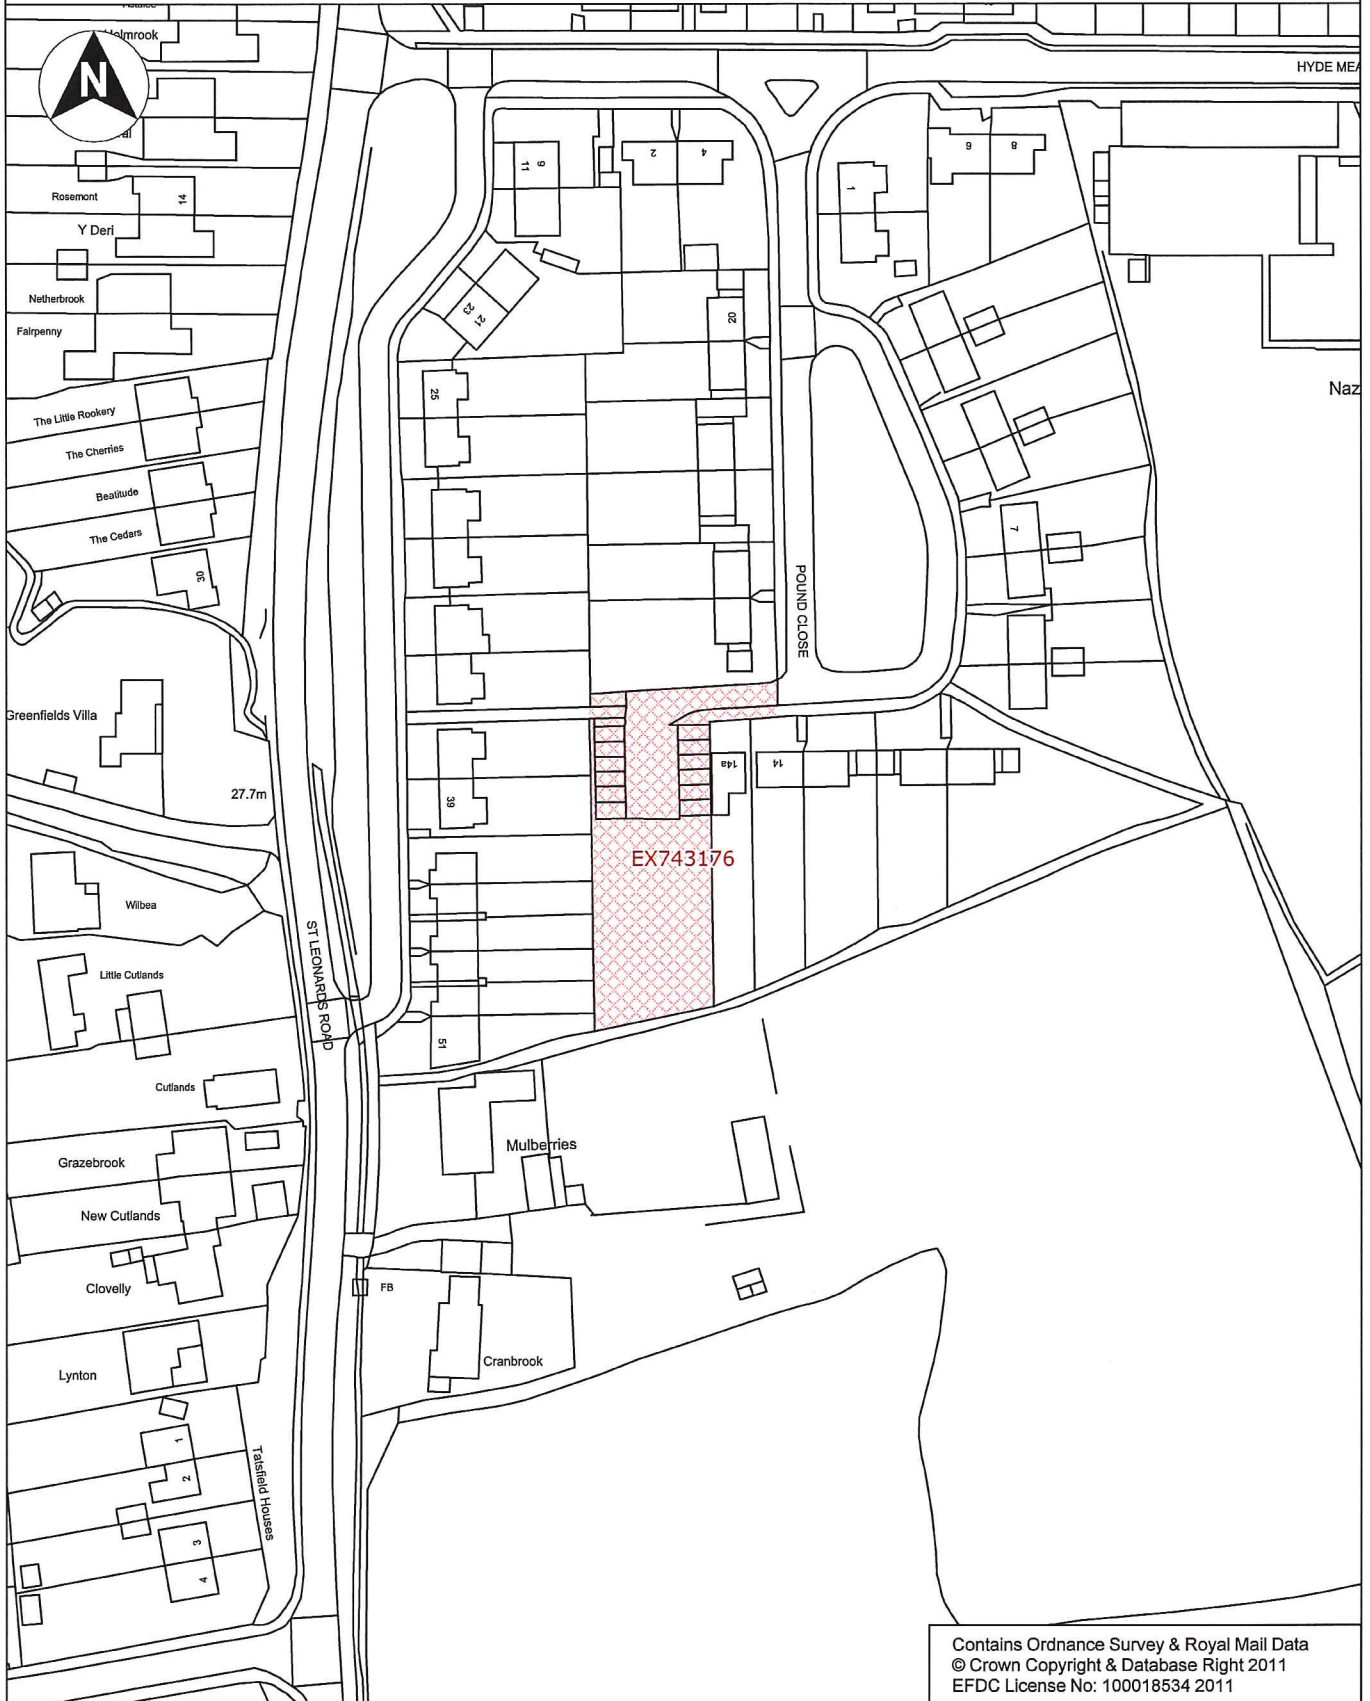 Holmrook
N
HYDE MEA
Rosemont
14
Y Deri
Netherbrook
Fairpenny
11
9
2
4
1
6
8
23
21
20
25
Naz
The Little Rookery
The Cherries
Beatitude
The Cedars
30
7
POUND CLOSE
Greenfields Villa
27.7m
39
14a
14
EX743176
Wilbea
Little Cutlands
ST LEONARDS ROAD
51
Cutlands
Grazebrook
Mulberries
New Cutlands
Clovelly
FB
Lynton
Cranbrook
1
2
3
4
Tatsfield Houses
Contains Ordnance Survey & Royal Mail Data
© Crown Copyright & Database Right 2011
EFDC License No: 100018534 2011